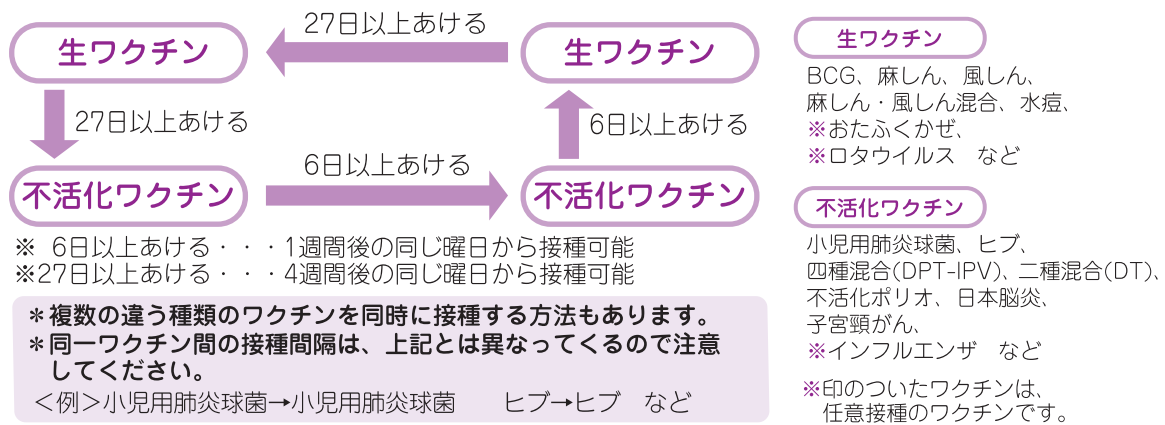 27日以上あける
生ワクチン
生ワクチン
27日以上あける
6日以上あける
6日以上あける
不活化ワクチン
不活化ワクチン
※ 6日以上あける・・・1週間後の同じ曜日から接種可能
※27日以上あける・・・4週間後の同じ曜日から接種可能
＊複数の違う種類のワクチンを同時に接種する方法もあります。
＊同一ワクチン間の接種間隔は、上記とは異なってくるので注意
してください。
＜例＞小児用肺炎球菌→小児用肺炎球菌　　ヒブ→ヒブ　など
生ワクチン
BCG、麻しん、風しん、
麻しん・風しん混合、水痘、
※おたふくかぜ、
※ロタウイルス　など
不活化ワクチン
小児用肺炎球菌、ヒブ、
四種混合(DPT-IPV)、二種混合(DT)、
不活化ポリオ、日本脳炎、
子宮頸がん、
※インフルエンザ　など
※印のついたワクチンは、
任意接種のワクチンです。